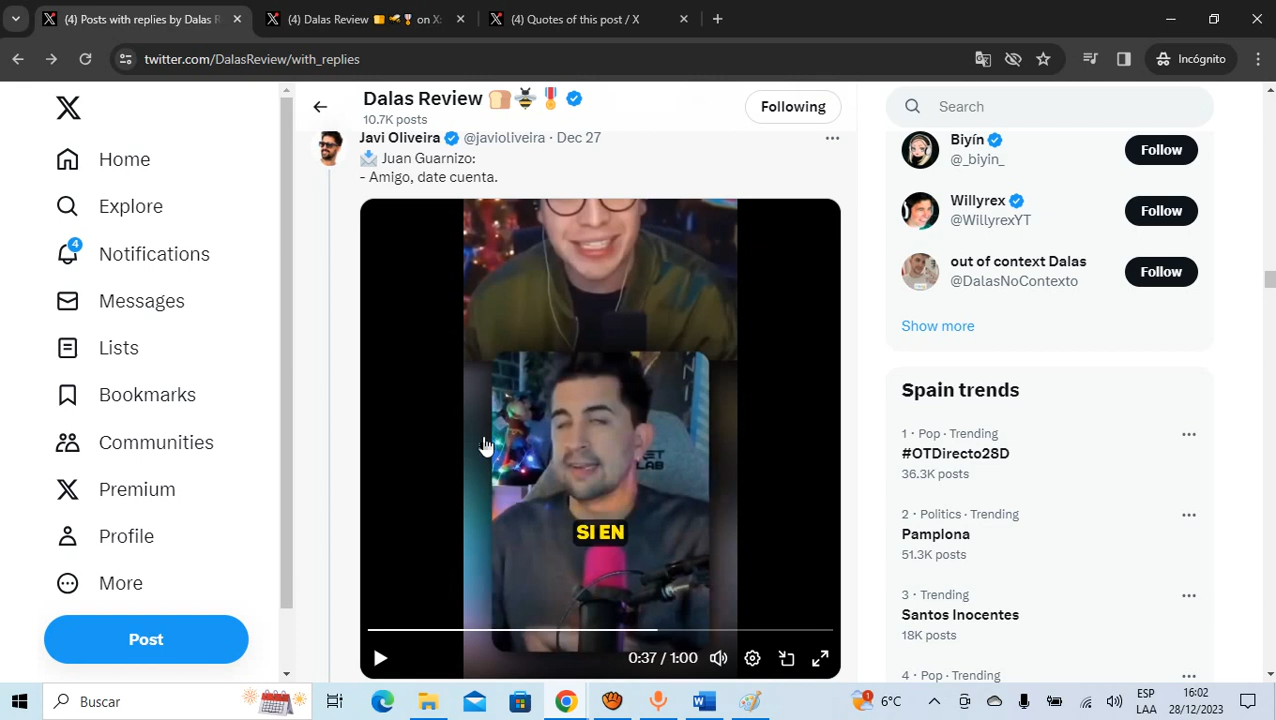 (4) Posts with replies by Dalas R
(4) Dalas Review on X:
(4) Quotes of this post / X
twitter.com/DalasReview/with_replies
Incógnito
Home
Explore
4
Notifications
Messages
Lists
Bookmarks
Communities
Premium
Profile
More
Post
Dalas Review
10.7K posts
Following
Javi Oliveira @javioliveira · Dec 27
Juan Guarnizo:
- Amigo, date cuenta.
SI EN
0:37 / 1:00
Search
Biyín
@_biyin_
Follow
Willyrex
@WillyrexYT
Follow
out of context Dalas
@DalasNoContexto
Follow
Show more
Spain trends
1 · Pop · Trending
#OTDirecto28D
36.3K posts
2 · Politics · Trending
Pamplona
51.3K posts
3 · Trending
Santos Inocentes
18K posts
4 · Pop · Trending
Buscar
1
6°C
ESP
LAA
16:02
28/12/2023